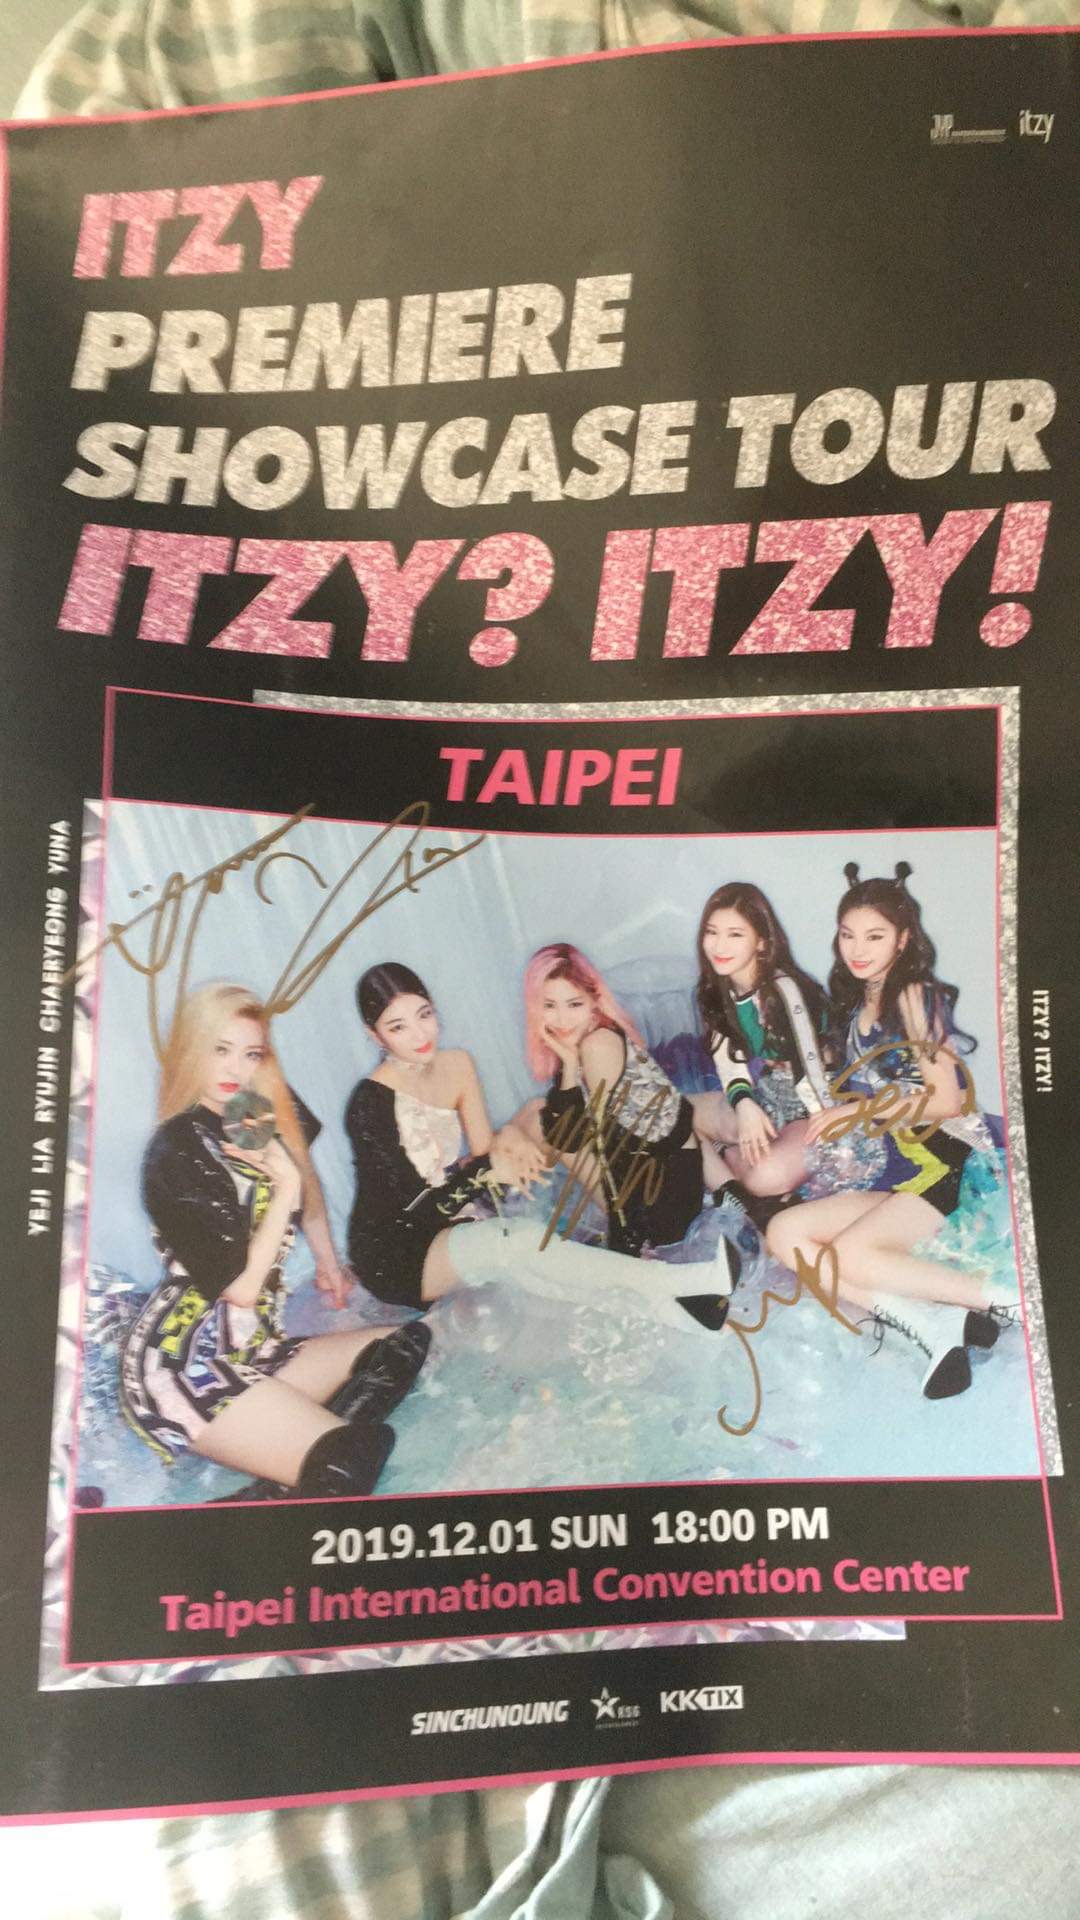 JYP ENTERTAINMENT
itzy
ITZY
PREMIERE
SHOWCASE TOUR
ITZY? ITZY!
TAIPEI
YEJI LIA RYUJIN CHAERYEONG YUNA
ITZY? ITZY!
2019.12.01 SUN 18:00 PM
Taipei International Convention Center
SINCHUNOUNG
KKTIX